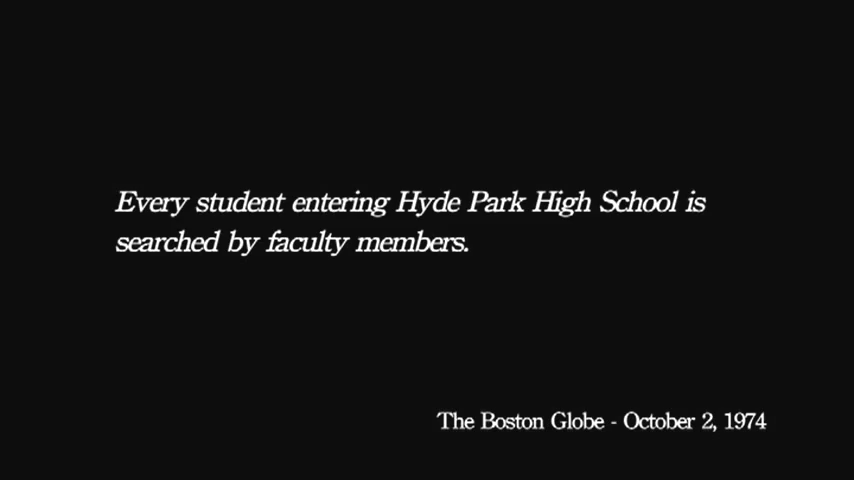 Every student entering Hyde Park High School is
searched by faculty members.
The Boston Globe - October 2, 1974